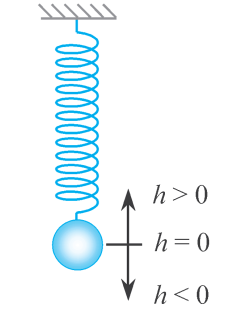 h > 0
h = 0
h < 0